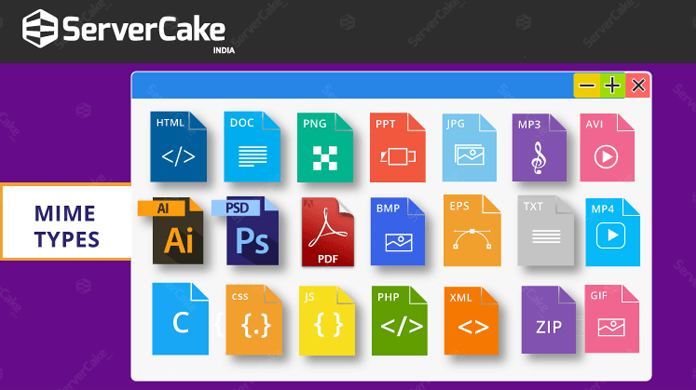 ServerCake
INDIA
MIME
TYPES
HTML
DOC
PNG
PPT
JPG
MP3
AVI
AI
Ai
PSD
Ps
PDF
BMP
EPS
TXT
MP4
C
css
{.}
JS
{ }
PHP
</>
XML
<>
ZIP
GIF